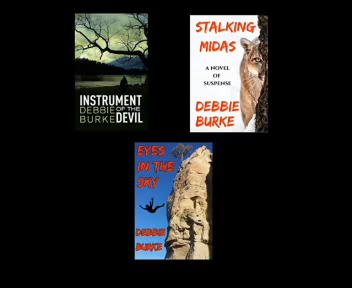 INSTRUMENT
DEBBIE OF THE
BURKE DEVIL
STALKING
MIDAS
A NOVEL
OF
SUSPENSE
DEBBIE
BURKE
EYES
IN THE
SKY
DEBBIE
BURKE